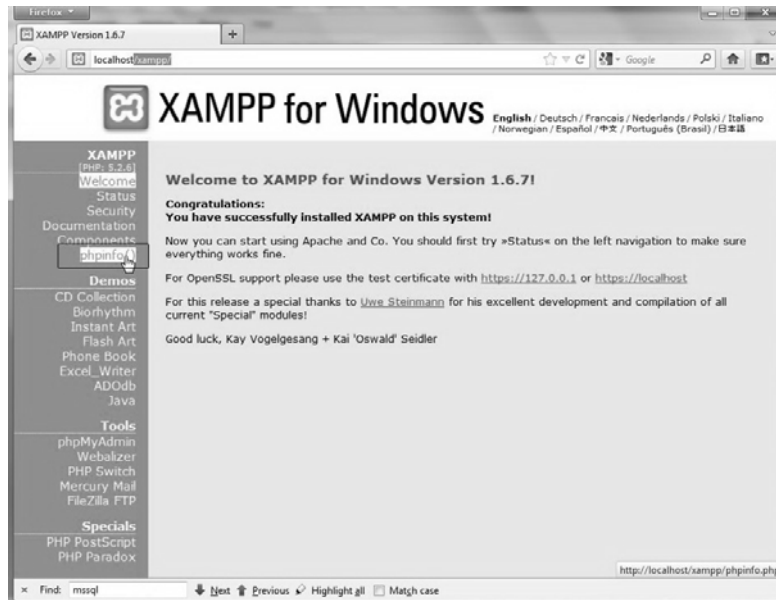 Firefox
XAMPP Version 1.6.7
+
localhost/xampp/
Google
XAMPP for Windows
English / Deutsch / Francais / Nederlands / Polski / Italiano
/ Norwegian / Español / 中文 / Português (Brasil) / 日本語
XAMPP
[PHP: 5.2.6]
Welcome
Status
Security
Documentation
Components
phpinfo()
Demos
CD Collection
Biorhythm
Instant Art
Flash Art
Phone Book
Excel_Writer
ADOdb
Java
Tools
phpMyAdmin
Webalizer
PHP Switch
Mercury Mail
FileZilla FTP
Specials
PHP PostScript
PHP Paradox
Welcome to XAMPP for Windows Version 1.6.7!
Congratulations:
You have successfully installed XAMPP on this system!
Now you can start using Apache and Co. You should first try »Status« on the left navigation to make sure
everything works fine.
For OpenSSL support please use the test certificate with https://127.0.0.1 or https://localhost
For this release a special thanks to Uwe Steinmann for his excellent development and compilation of all
current "Special" modules!
Good luck, Kay Vogelgesang + Kai 'Oswald' Seidler
http://localhost/xampp/phpinfo.php
× Find: mssql Next Previous Highlight all Match case